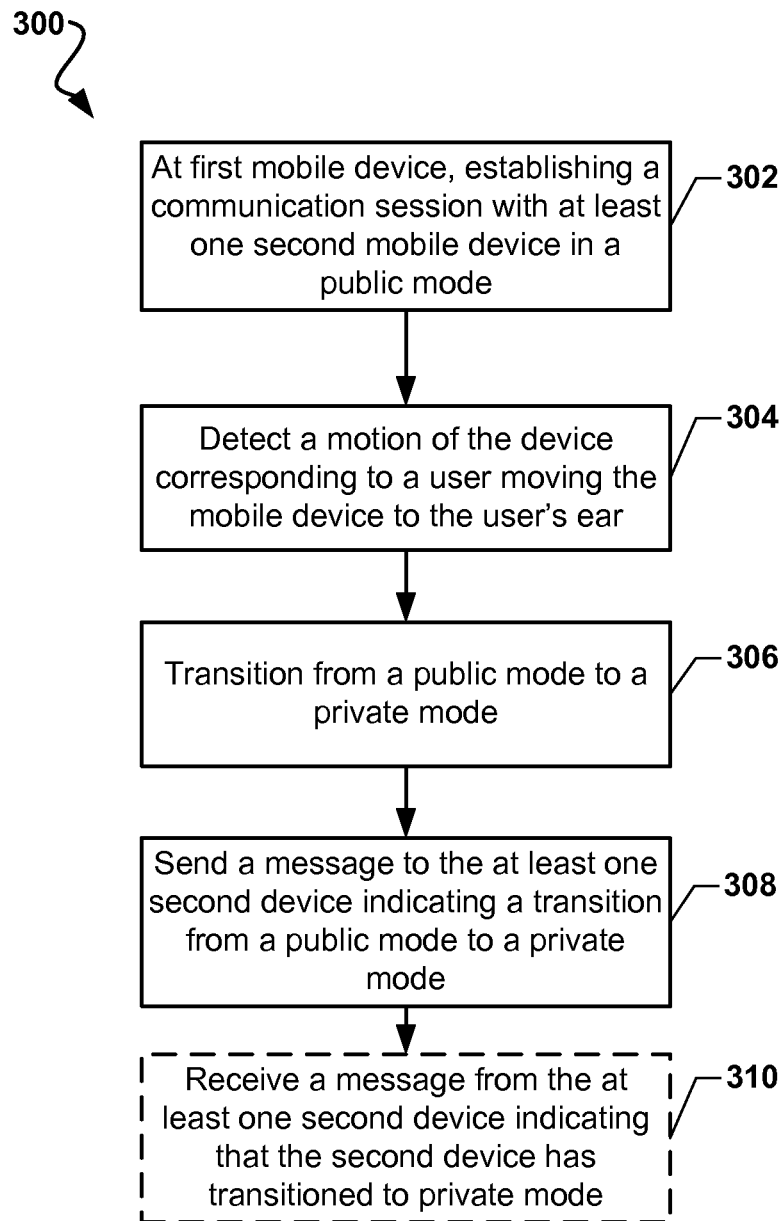 300
At first mobile device, establishing a
communication session with at least
one second mobile device in a
public mode
302
Detect a motion of the device
corresponding to a user moving the
mobile device to the user's ear
304
Transition from a public mode to a
private mode
306
Send a message to the at least one
second device indicating a transition
from a public mode to a private
mode
308
Receive a message from the at
least one second device indicating
that the second device has
transitioned to private mode
310